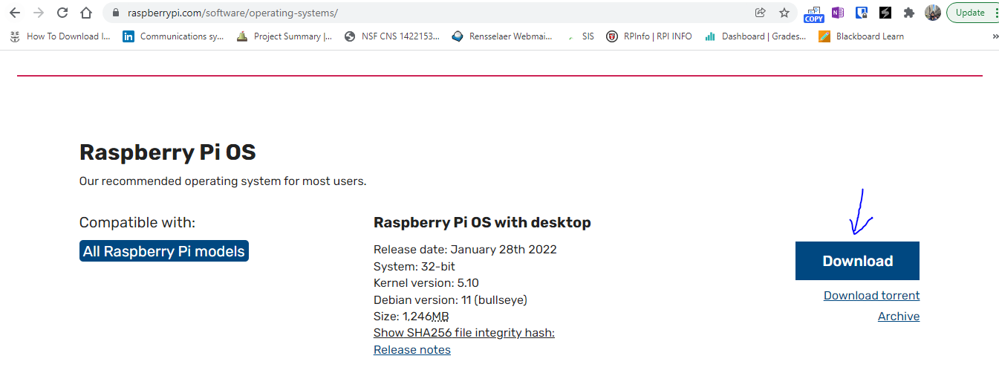 raspberrypi.com/software/operating-systems/
COPY
Update
How To Download I...
Communications sy...
Project Summary |...
NSF CNS 1422153...
Rensselaer Webmai...
SIS
RPInfo | RPI INFO
Dashboard | Grades...
Blackboard Learn
»
Raspberry Pi OS
Our recommended operating system for most users.
Compatible with:
All Raspberry Pi models
Raspberry Pi OS with desktop
Release date: January 28th 2022
System: 32-bit
Kernel version: 5.10
Debian version: 11 (bullseye)
Size: 1,246MB
Show SHA256 file integrity hash:
Release notes
Download
Download torrent
Archive